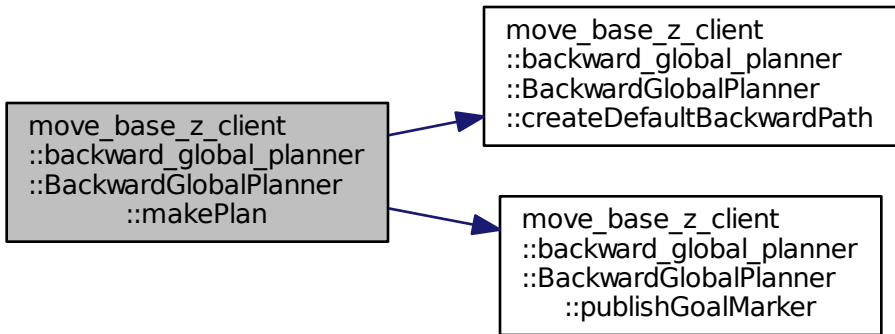 move_base_z_client
::backward_global_planner
::BackwardGlobalPlanner
::makePlan
move_base_z_client
::backward_global_planner
::BackwardGlobalPlanner
::createDefaultBackwardPath
move_base_z_client
::backward_global_planner
::BackwardGlobalPlanner
::publishGoalMarker